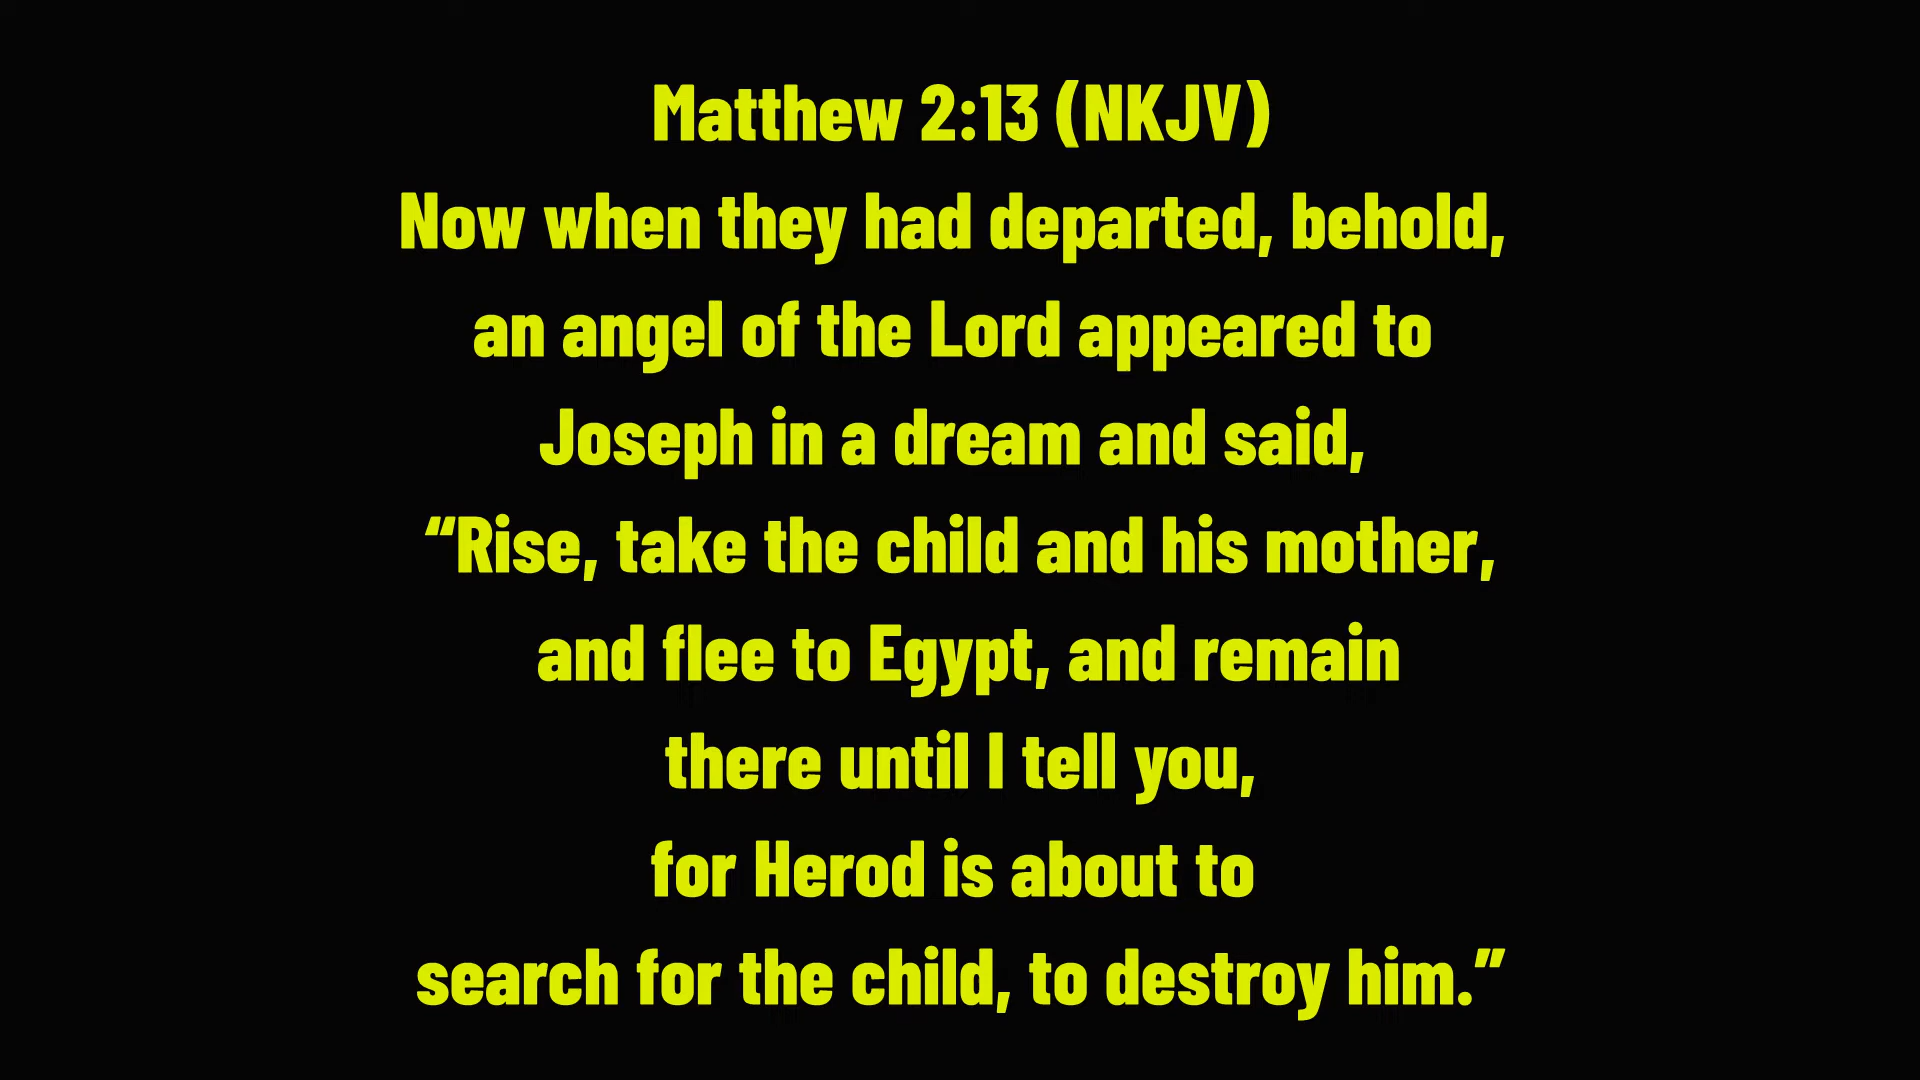 Matthew 2:13 (NKJV)
Now when they had departed, behold,
an angel of the Lord appeared to
Joseph in a dream and said,
“Rise, take the child and his mother,
and flee to Egypt, and remain
there until I tell you,
for Herod is about to
search for the child, to destroy him.”